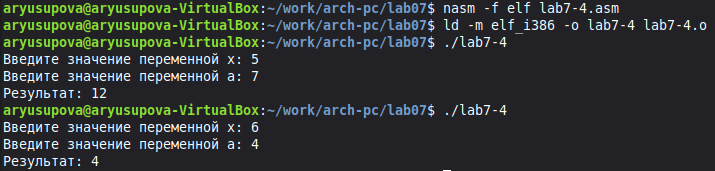 aryusupova@aryusupova-VirtualBox:~/work/arch-pc/lab07$ nasm -f elf lab7-4.asm
aryusupova@aryusupova-VirtualBox:~/work/arch-pc/lab07$ ld -m elf_i386 -o lab7-4 lab7-4.o
aryusupova@aryusupova-VirtualBox:~/work/arch-pc/lab07$ ./lab7-4
Введите значение переменной x: 5
Введите значение переменной a: 7
Результат: 12
aryusupova@aryusupova-VirtualBox:~/work/arch-pc/lab07$ ./lab7-4
Введите значение переменной x: 6
Введите значение переменной a: 4
Результат: 4